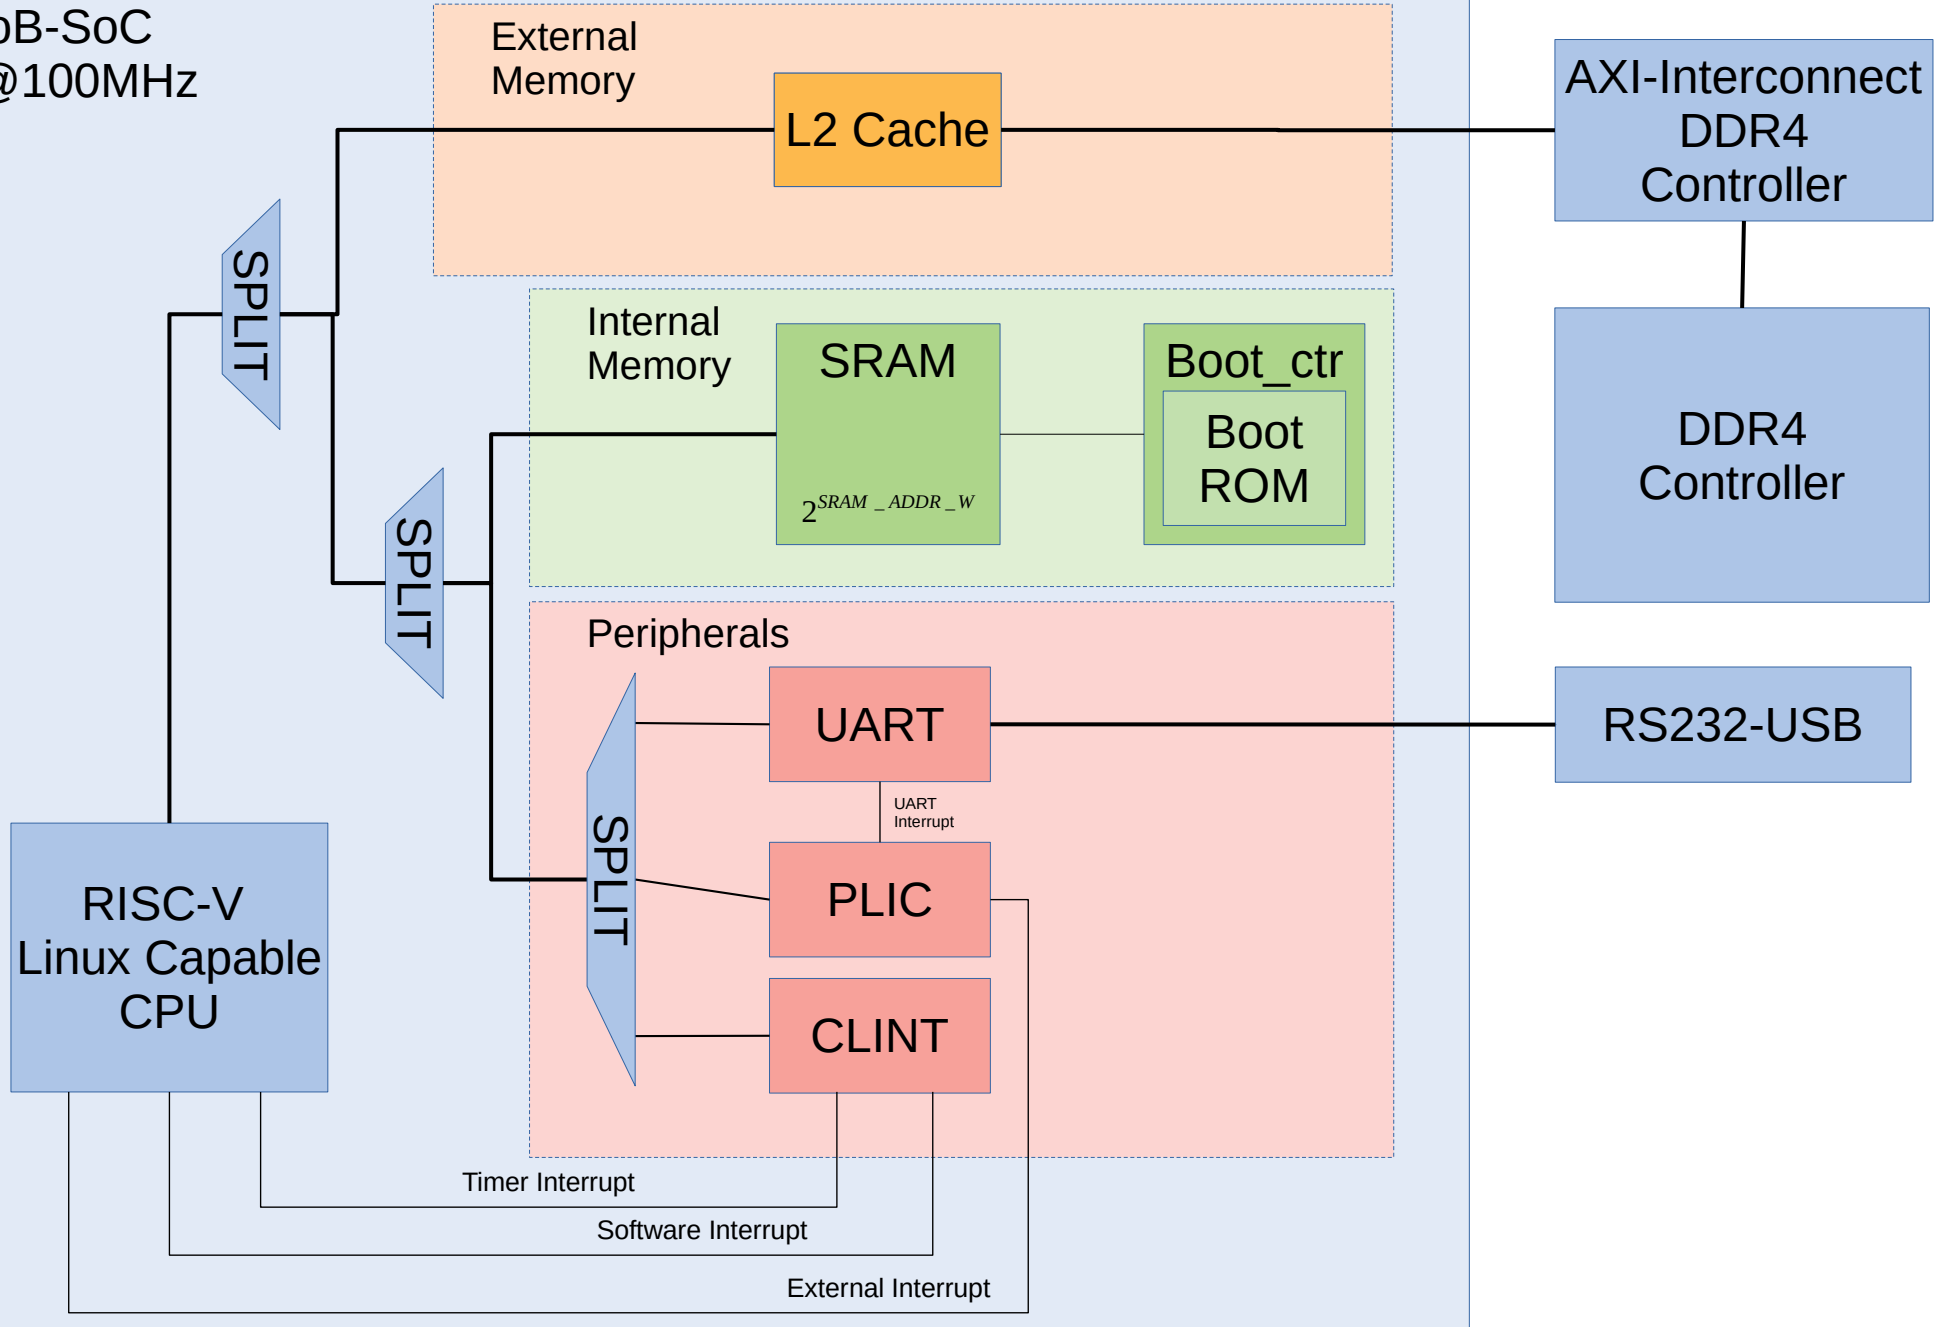 oB-SoC
@100MHz
External
Memory
L2 Cache
AXI-Interconnect
DDR4
Controller
SPLIT
Internal
Memory
SRAM
2^SRAM_ADDR_W
Boot_ctr
Boot
ROM
DDR4
Controller
SPLIT
Peripherals
UART
RS232-USB
UART
Interrupt
SPLIT
PLIC
RISC-V
Linux Capable
CPU
CLINT
Timer Interrupt
Software Interrupt
External Interrupt